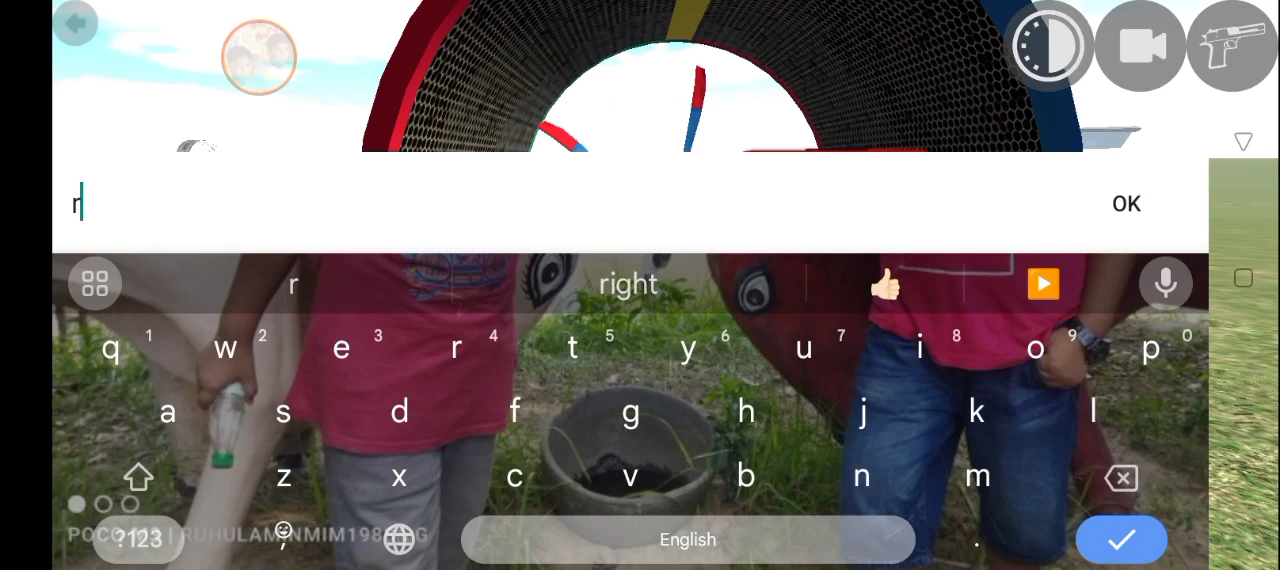 r
OK
r right
q 1 w 2 e 3 r 4 t 5 y 6 u 7 i 8 o 9 p 0
a s d f g h j k l
z x c v b n m
?123 , English .